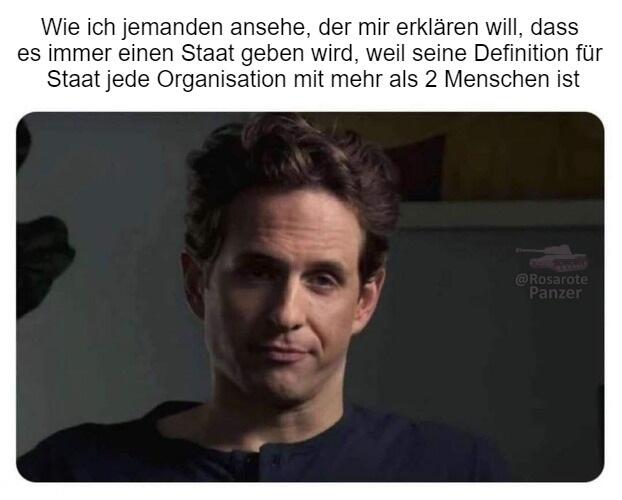 Wie ich jemanden ansehe, der mir erklären will, dass
es immer einen Staat geben wird, weil seine Definition für
Staat jede Organisation mit mehr als 2 Menschen ist
@Rosarote
Panzer